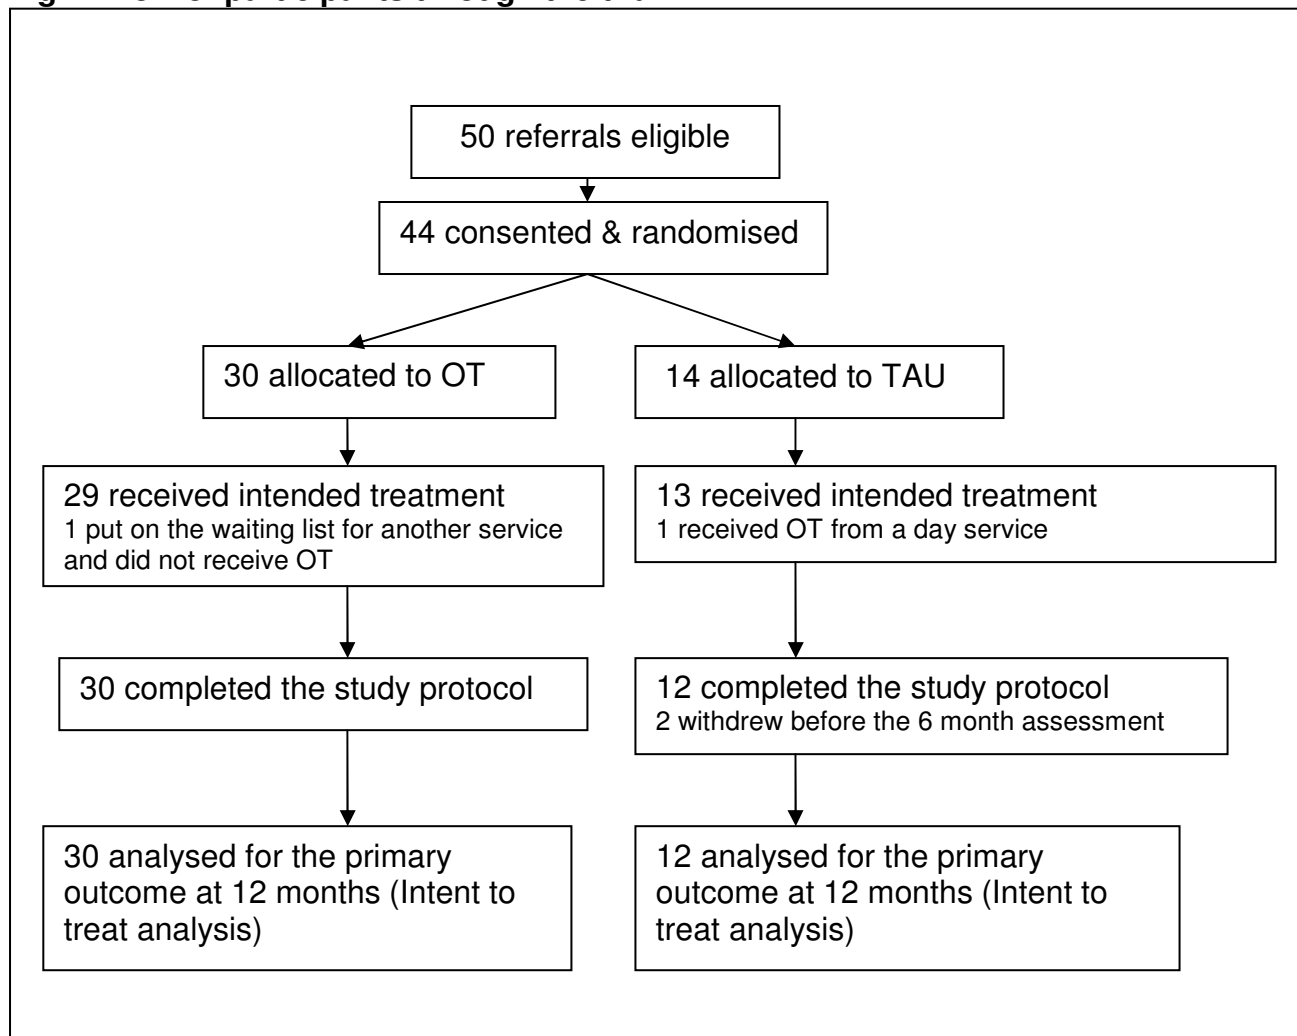 50 referrals eligible
44 consented & randomised
30 allocated to OT
14 allocated to TAU
29 received intended treatment
1 put on the waiting list for another service
and did not receive OT
13 received intended treatment
1 received OT from a day service
30 completed the study protocol
12 completed the study protocol
2 withdrew before the 6 month assessment
30 analysed for the primary
outcome at 12 months (Intent to
treat analysis)
12 analysed for the primary
outcome at 12 months (Intent to
treat analysis)